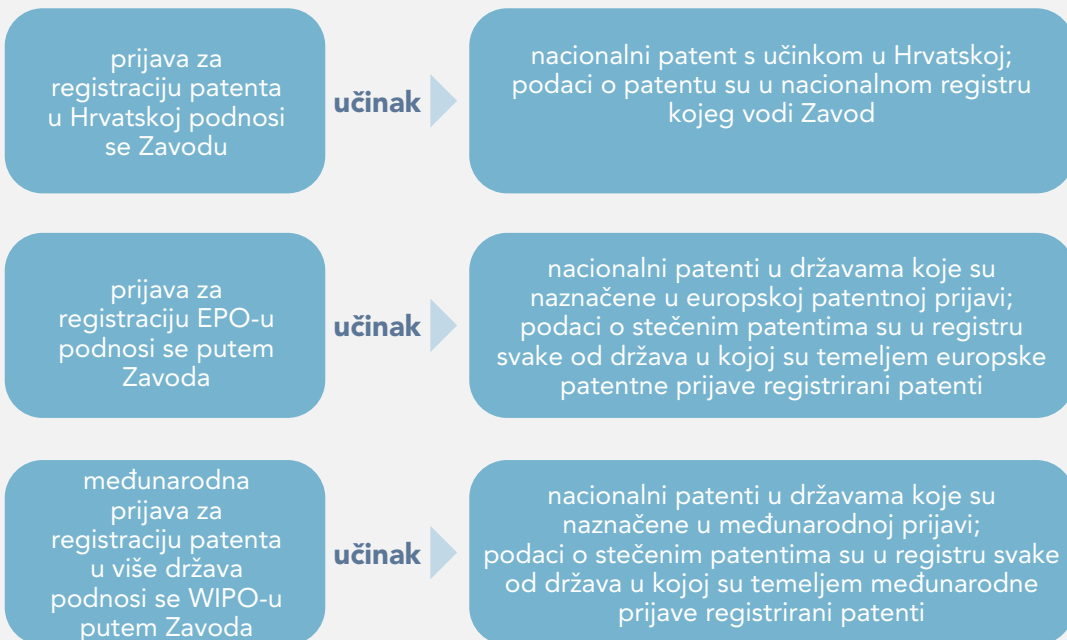 prijava za
registraciju patenta
u Hrvatskoj podnosi
se Zavodu
učinak
nacionalni patent s učinkom u Hrvatskoj;
podaci o patentu su u nacionalnom registru
kojeg vodi Zavod
prijava za
registraciju EPO-u
podnosi se putem
Zavoda
učinak
nacionalni patenti u državama koje su
naznačene u europskoj patentnoj prijavi;
podaci o stečenim patentima su u registru
svake od država u kojoj su temeljem europske
patentne prijave registrirani patenti
međunarodna
prijava za
registraciju patenta
u više država
podnosi se WIPO-u
putem Zavoda
učinak
nacionalni patenti u državama koje su
naznačene u međunarodnoj prijavi;
podaci o stečenim patentima su u registru svake
od država u kojoj su temeljem međunarodne
prijave registrirani patenti